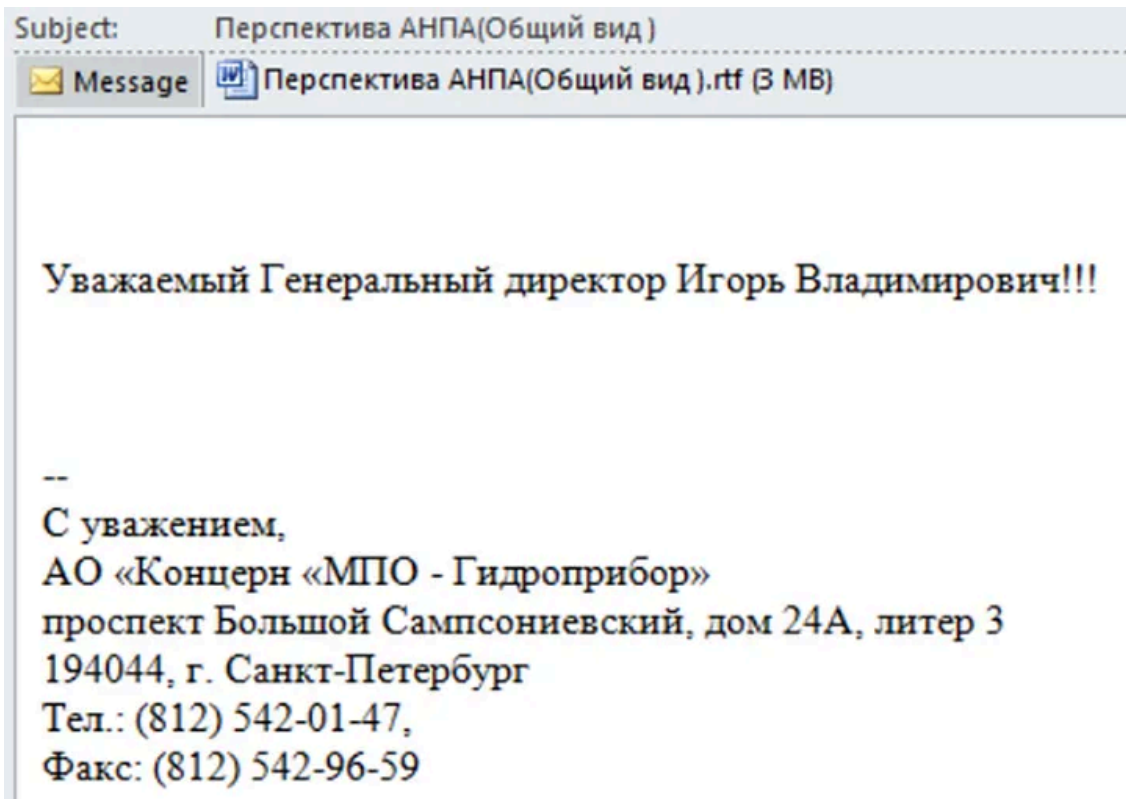 Subject: Перспектива АНПА(Общий вид )
Message Перспектива АНПА(Общий вид ).rtf (3 MB)
Уважаемый Генеральный директор Игорь Владимирович!!!
--
С уважением,
АО «Концерн «МПО - Гидроприбор»
проспект Большой Сампсониевский, дом 24А, литер 3
194044, г. Санкт-Петербург
Тел.: (812) 542-01-47,
Факс: (812) 542-96-59